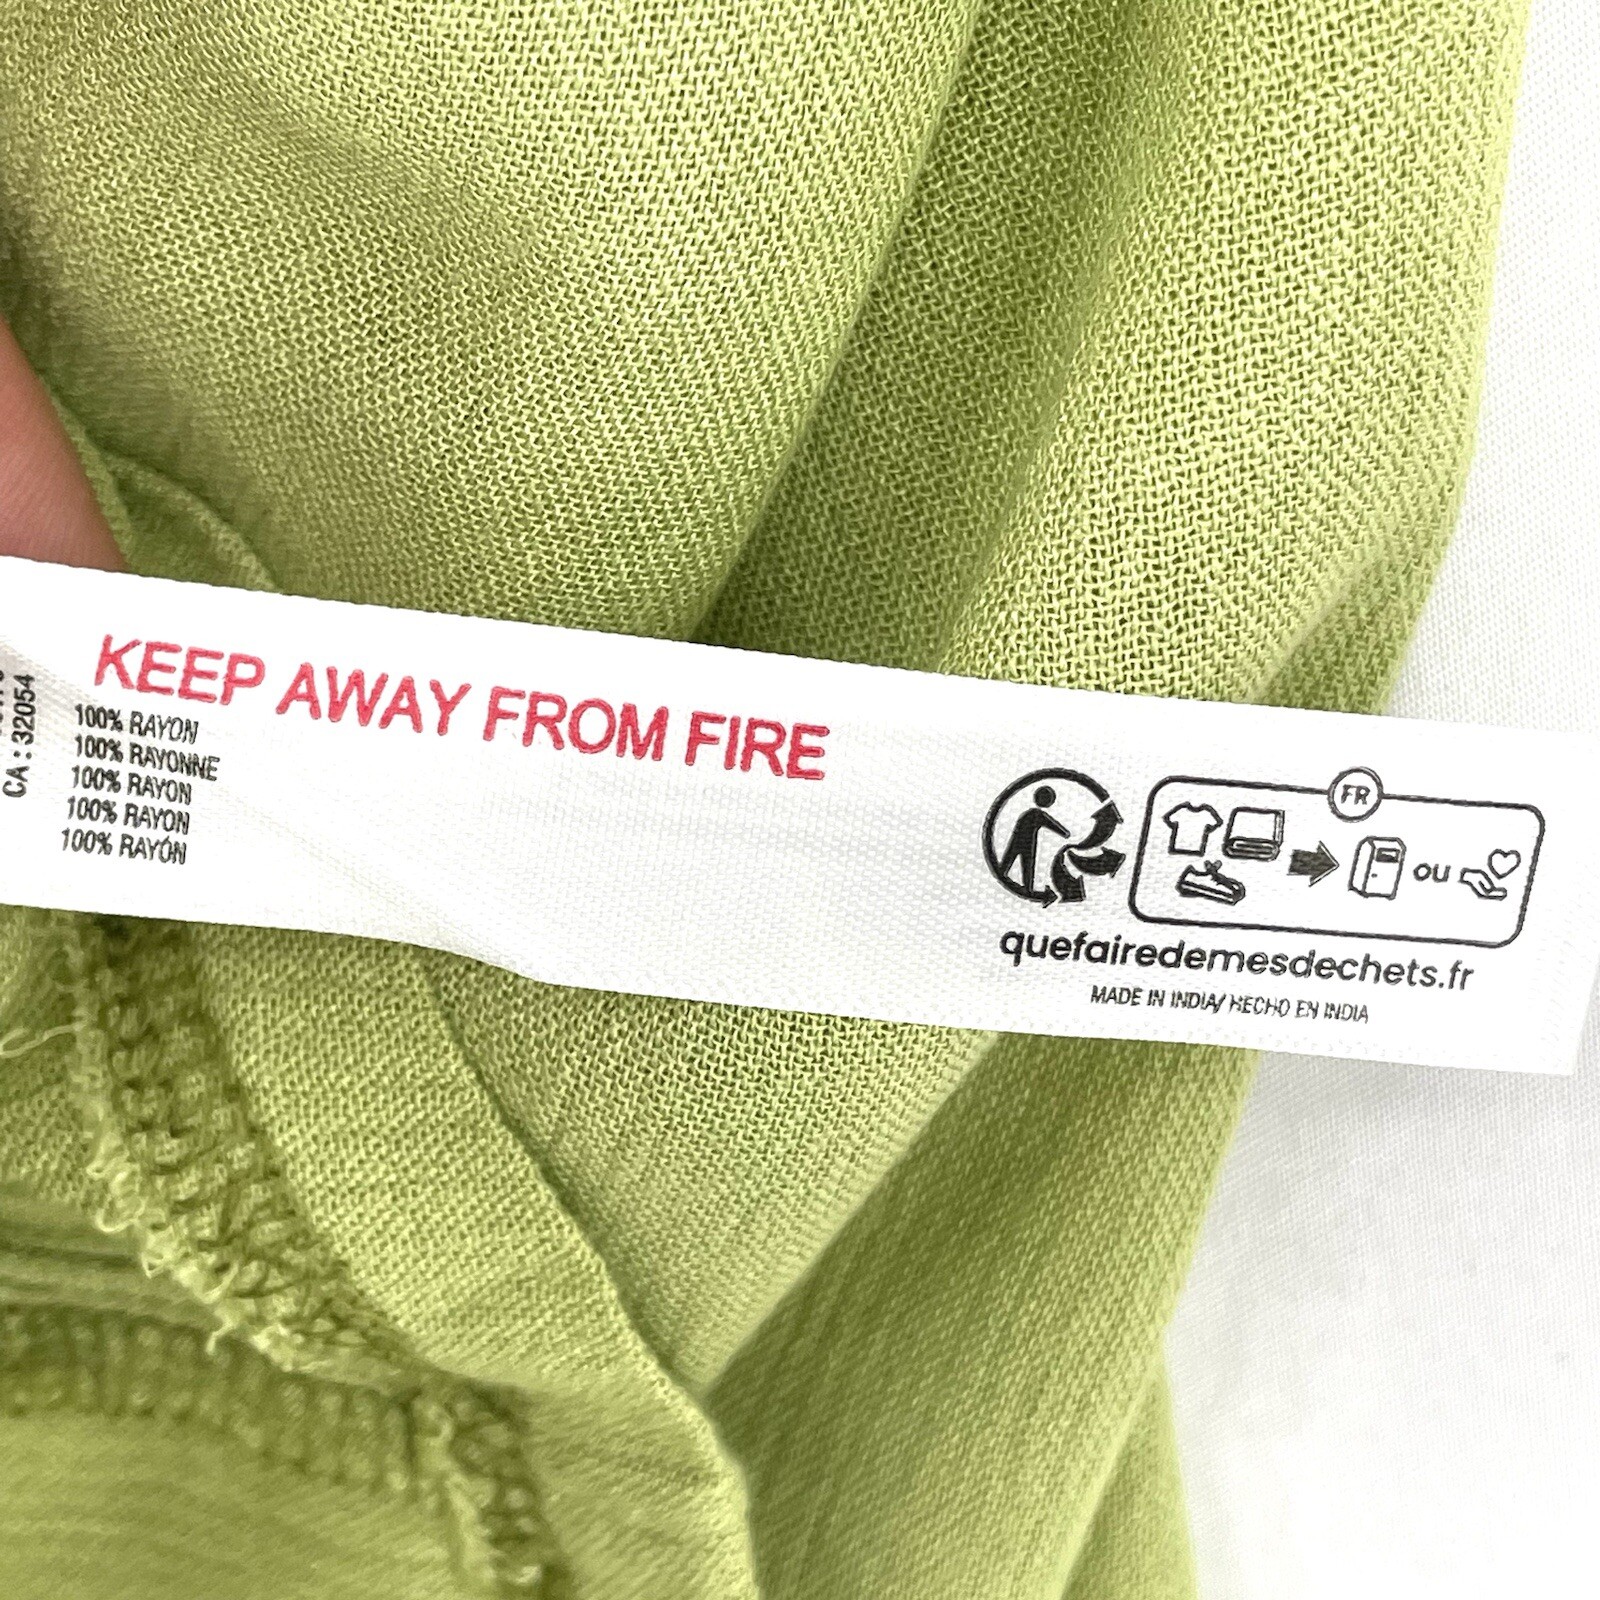 CA: 32054
KEEP AWAY FROM FIRE
100% RAYON
100% RAYONNE
100% RAYON
100% RAYON
100% RAYÓN
FR
ou
quefairedemesdechets.fr
MADE IN INDIA/ HECHO EN INDIA